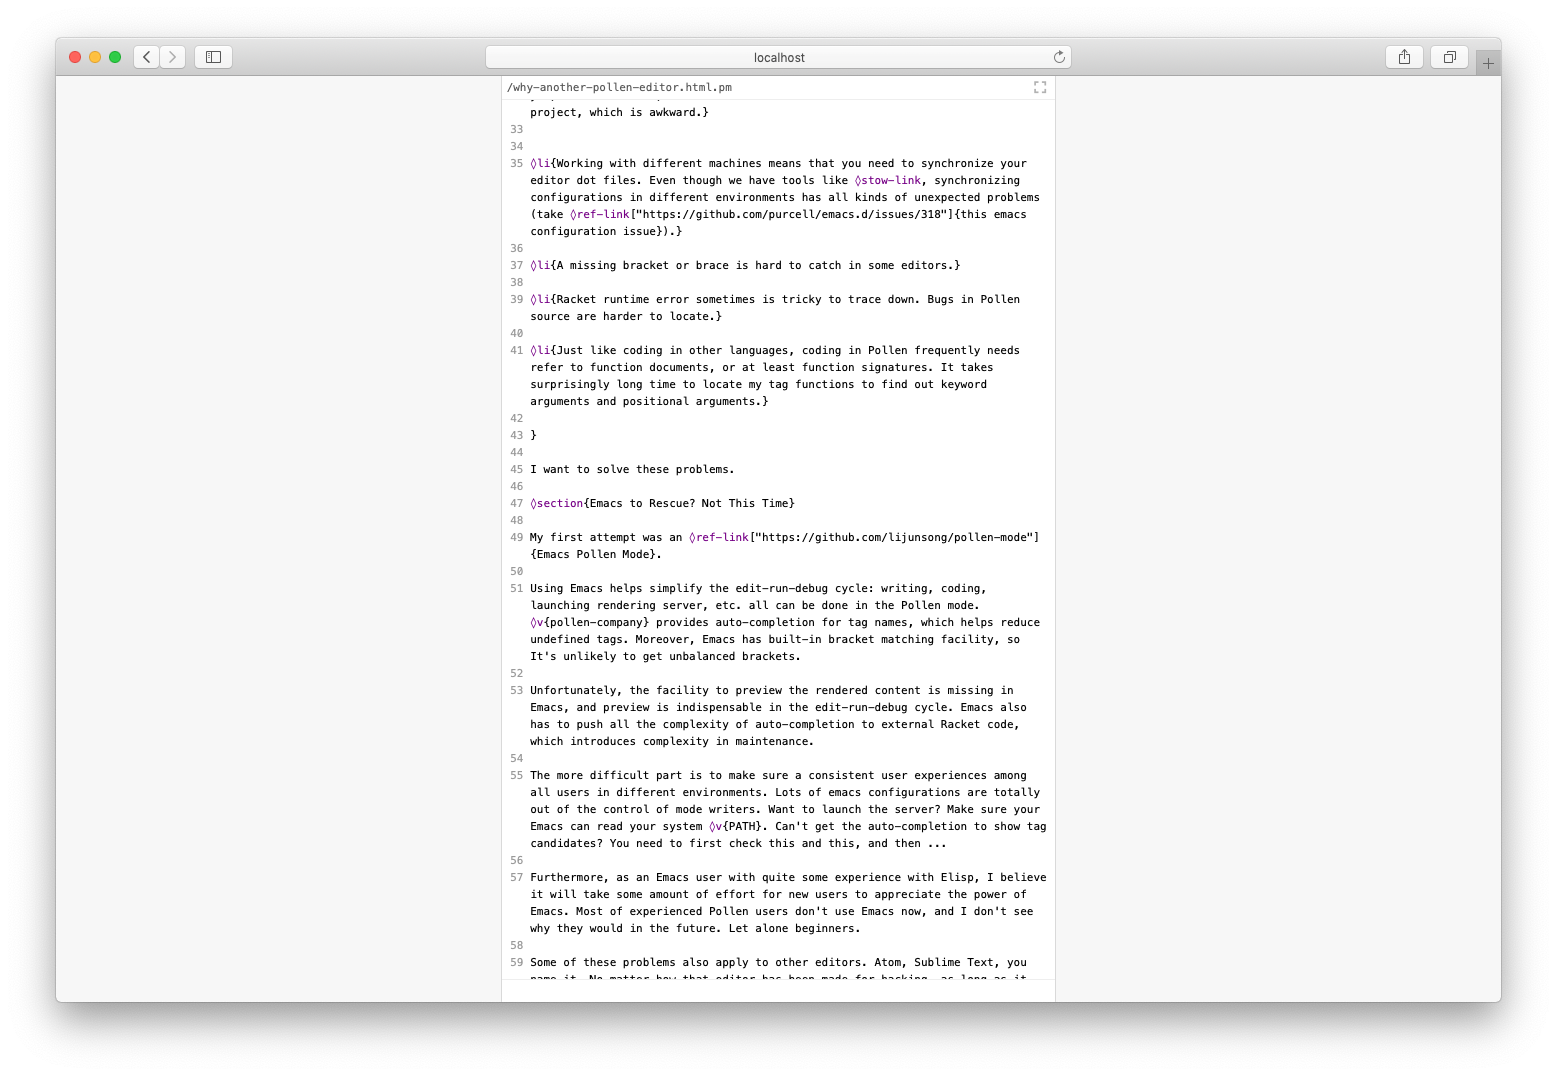 localhost
/why-another-pollen-editor.html.pm
project, which is awkward.}
33
34
35 ◊li{Working with different machines means that you need to synchronize your
editor dot files. Even though we have tools like ◊stow-link, synchronizing
configurations in different environments has all kinds of unexpected problems
(take ◊ref-link["https://github.com/purcell/emacs.d/issues/318"]{this emacs
configuration issue}).}
36
37 ◊li{A missing bracket or brace is hard to catch in some editors.}
38
39 ◊li{Racket runtime error sometimes is tricky to trace down. Bugs in Pollen
source are harder to locate.}
40
41 ◊li{Just like coding in other languages, coding in Pollen frequently needs
refer to function documents, or at least function signatures. It takes
surprisingly long time to locate my tag functions to find out keyword
arguments and positional arguments.}
42
43 }
44
45 I want to solve these problems.
46
47 ◊section{Emacs to Rescue? Not This Time}
48
49 My first attempt was an ◊ref-link["https://github.com/lijunsong/pollen-mode"]
{Emacs Pollen Mode}.
50
51 Using Emacs helps simplify the edit-run-debug cycle: writing, coding,
launching rendering server, etc. all can be done in the Pollen mode.
◊v{pollen-company} provides auto-completion for tag names, which helps reduce
undefined tags. Moreover, Emacs has built-in bracket matching facility, so
It's unlikely to get unbalanced brackets.
52
53 Unfortunately, the facility to preview the rendered content is missing in
Emacs, and preview is indispensable in the edit-run-debug cycle. Emacs also
has to push all the complexity of auto-completion to external Racket code,
which introduces complexity in maintenance.
54
55 The more difficult part is to make sure a consistent user experiences among
all users in different environments. Lots of emacs configurations are totally
out of the control of mode writers. Want to launch the server? Make sure your
Emacs can read your system ◊v{PATH}. Can't get the auto-completion to show tag
candidates? You need to first check this and this, and then ...
56
57 Furthermore, as an Emacs user with quite some experience with Elisp, I believe
it will take some amount of effort for new users to appreciate the power of
Emacs. Most of experienced Pollen users don't use Emacs now, and I don't see
why they would in the future. Let alone beginners.
58
59 Some of these problems also apply to other editors. Atom, Sublime Text, you
name it. No matter how that editor has been made for hacking, as long as it